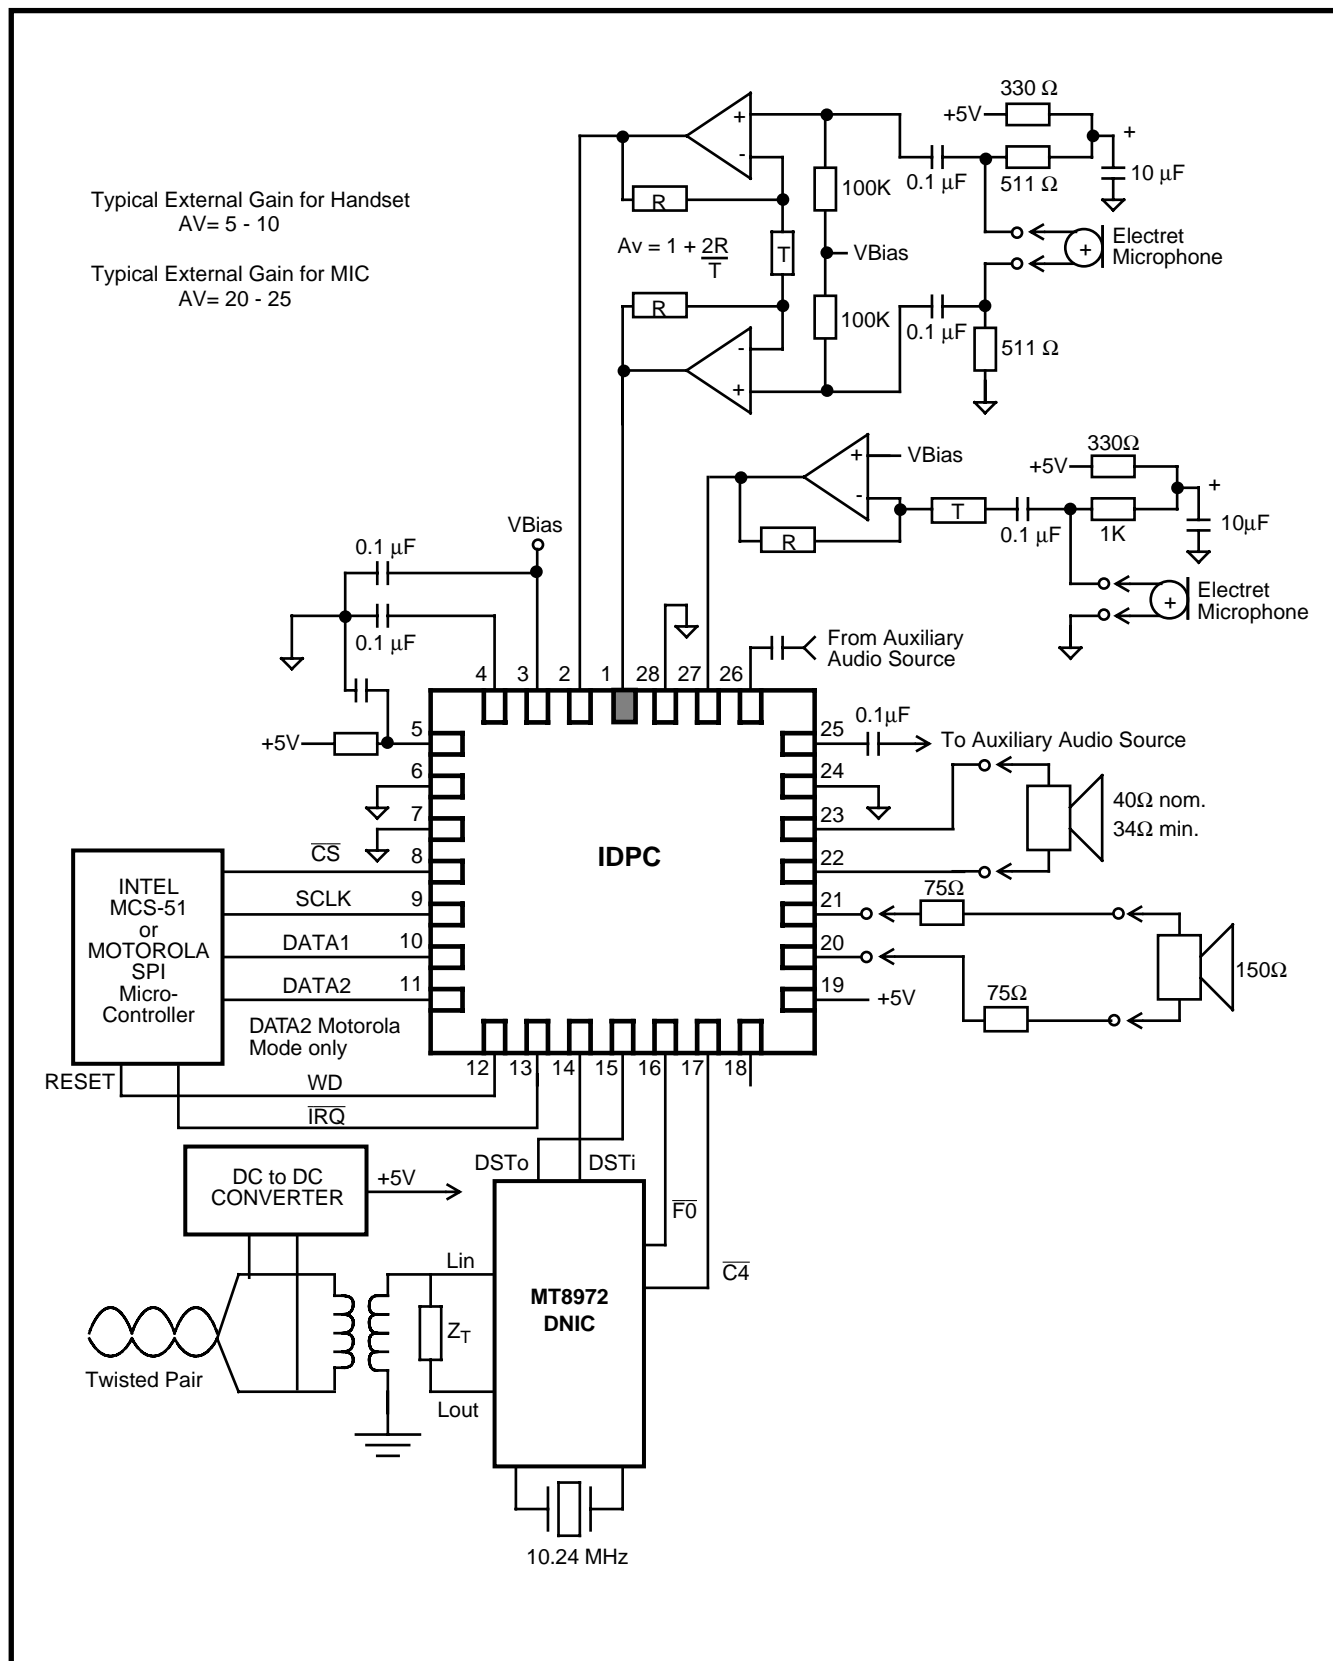 330 Ω
+5V
+
+
-
0.1 µF
511 Ω
10 µF
100K
Typical External Gain for Handset
AV= 5 - 10
R
Av = 1 + 2R
T
T
VBias
+
Electret
Microphone
Typical External Gain for MIC
AV= 20 - 25
R
100K
0.1 µF
511 Ω
-
+
330Ω
+5V
+
+
VBias
-
T
0.1 µF
1K
10µF
R
VBias
0.1 µF
0.1 µF
+
Electret
Microphone
From Auxiliary
Audio Source
4
3
2
1
28
27
26
+5V
5
6
7
8
9
10
11
25
24
23
22
21
20
19
0.1µF
To Auxiliary Audio Source
40Ω nom.
34Ω min.
IDPC
CS
SCLK
DATA1
DATA2
INTEL
MCS-51
or
MOTOROLA
SPI
Micro-
Controller
75Ω
150Ω
75Ω
+5V
DATA2 Motorola
Mode only
12
13
14
15
16
17
18
RESET
WD
IRQ
DC to DC
CONVERTER
+5V
DSTo
DSTi
F0
C4
Lin
MT8972
DNIC
ZT
Twisted Pair
Lout
10.24 MHz